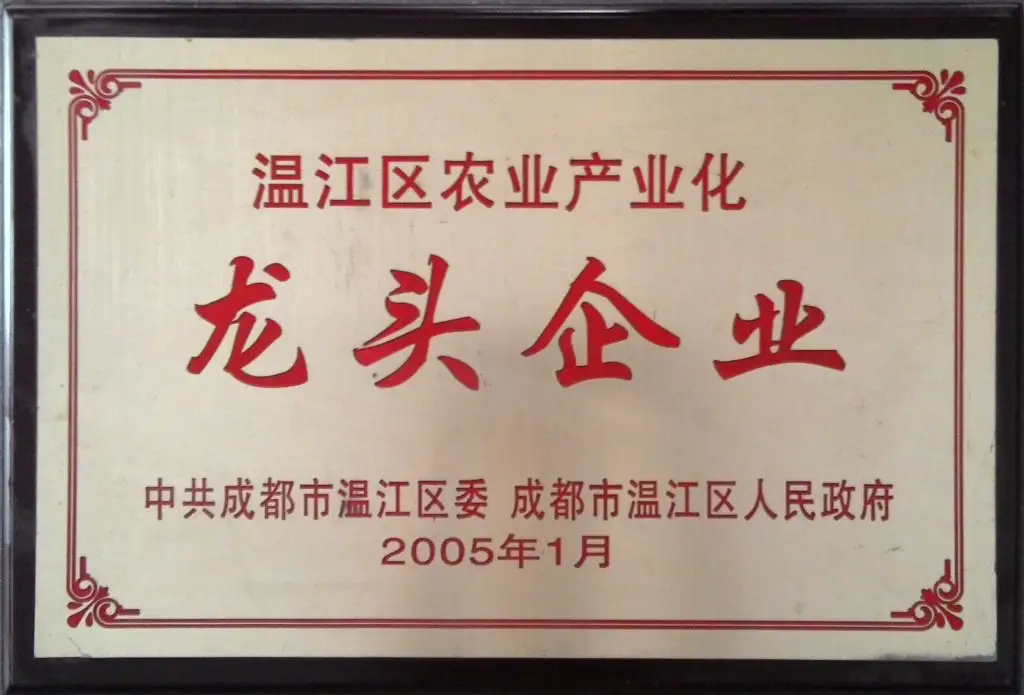 温江区农业产业化
龙头企业
中共成都市温江区委 成都市温江区人民政府
2005年1月